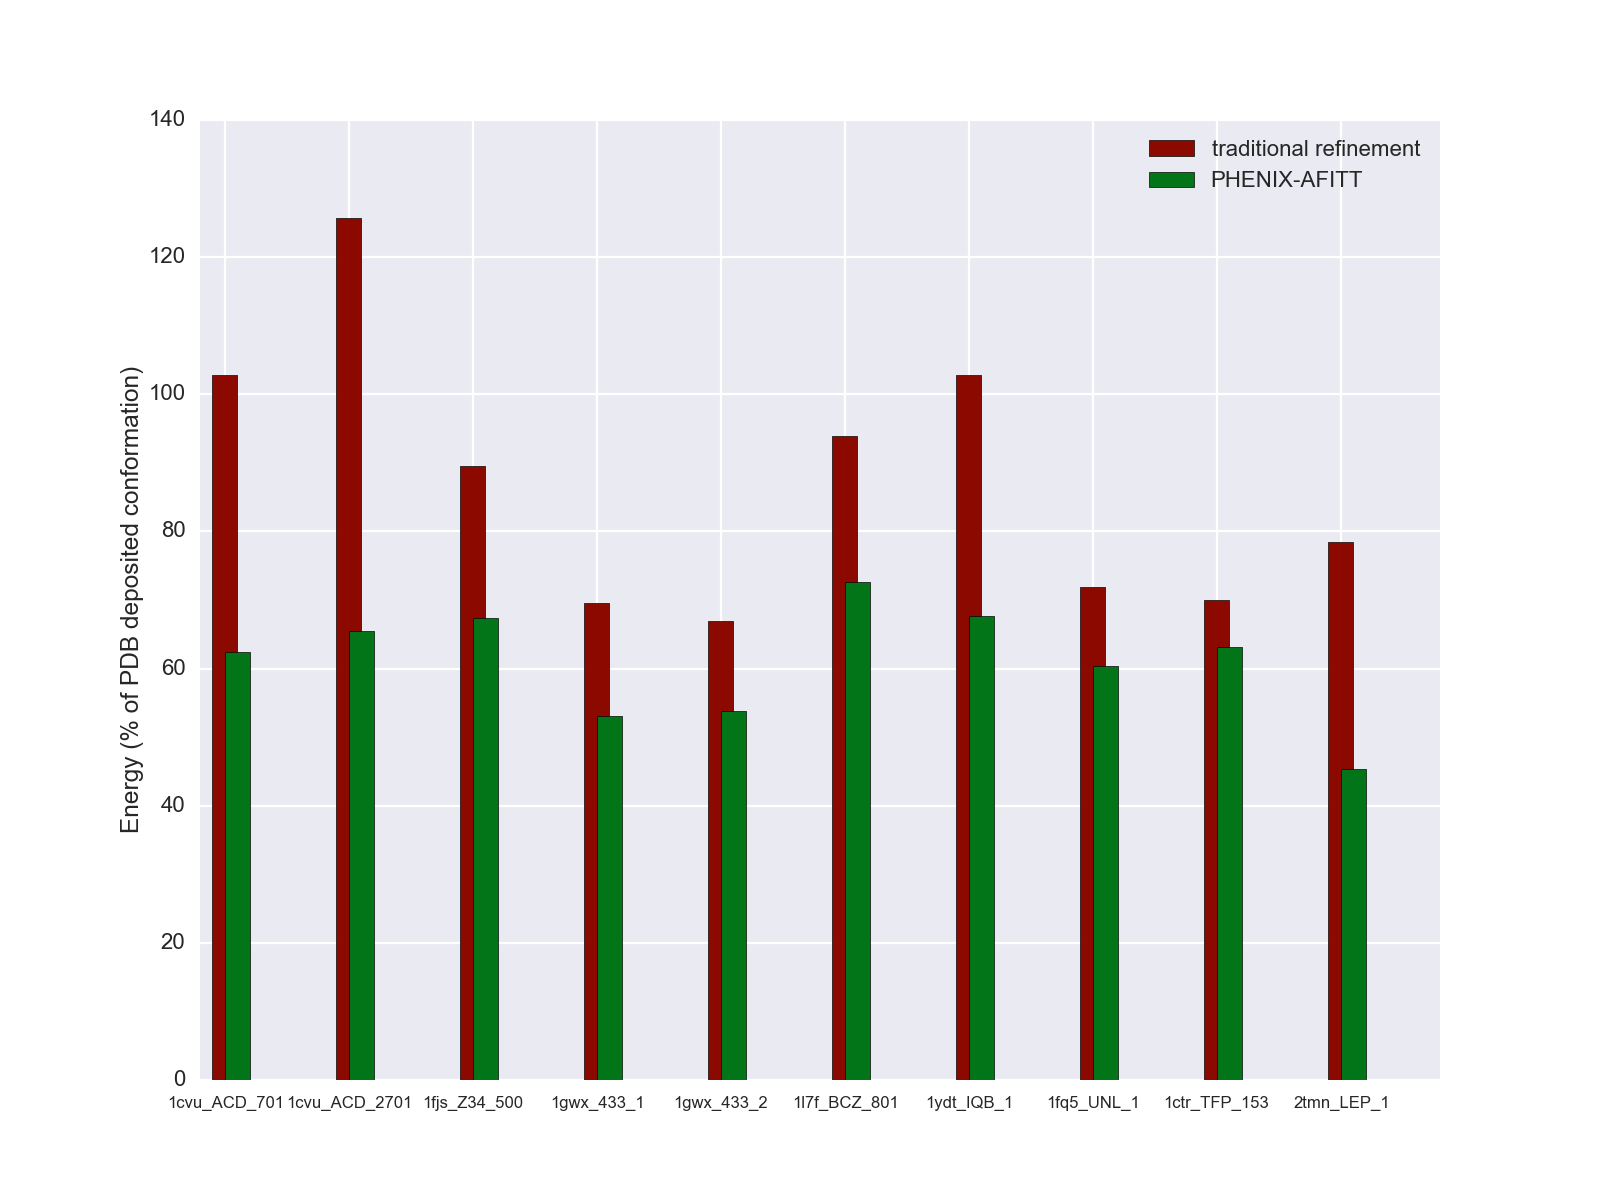 140
120
100
80
60
40
20
0
Energy (% of PDB deposited conformation)
traditional refinement
PHENIX-AFITT
1cvu_ACD_701 1cvu_ACD_2701 1fjs_Z34_500 1gwx_433_1 1gwx_433_2 1l7f_BCZ_801 1ydt_IQB_1 1fq5_UNL_1 1ctr_TFP_153 2tmn_LEP_1